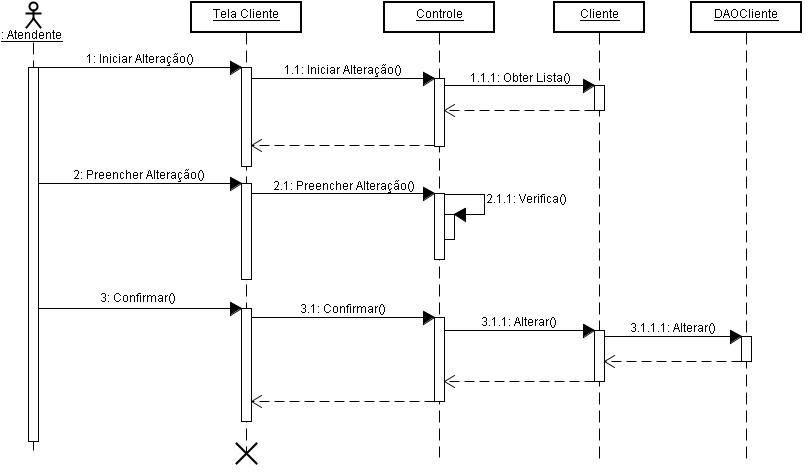 Tela Cliente
Controle
Cliente
DAOCliente
: Atendente
1: Iniciar Alteração()
1.1: Iniciar Alteração()
1.1.1: Obter Lista()
2: Preencher Alteração()
2.1: Preencher Alteração()
2.1.1: Verifica()
3: Confirmar()
3.1: Confirmar()
3.1.1: Alterar()
3.1.1.1: Alterar()